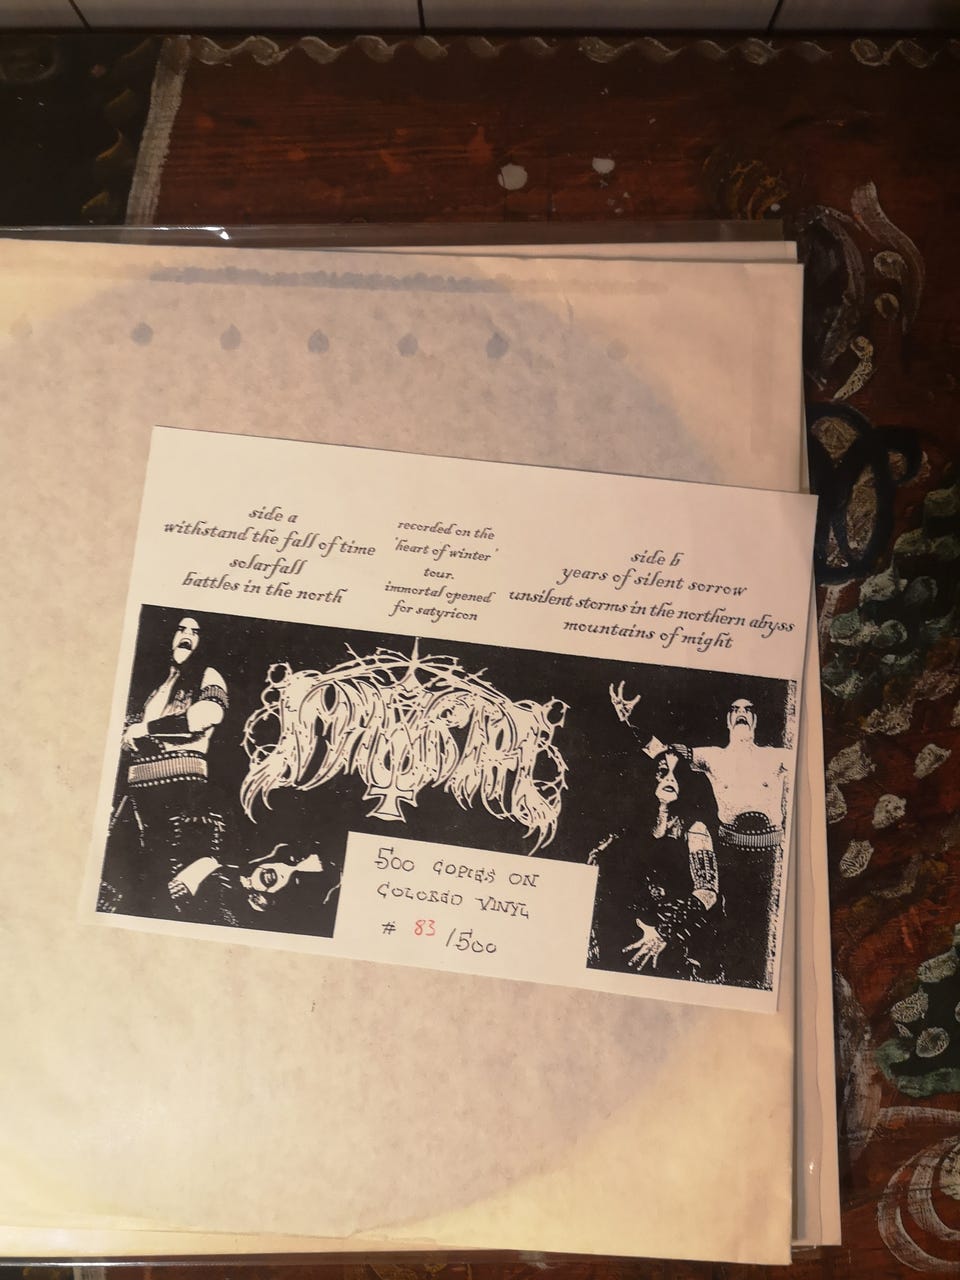 side a
withstand the fall of time
solarfall
battles in the north
recorded on the
'heart of winter'
tour.
immortal opened
for satyricon
side b
years of silent sorrow
unsilent storms in the northern abyss
mountains of might
IMMORTAL
500 COPIES ON
COLORED VINYL
# 83 /500